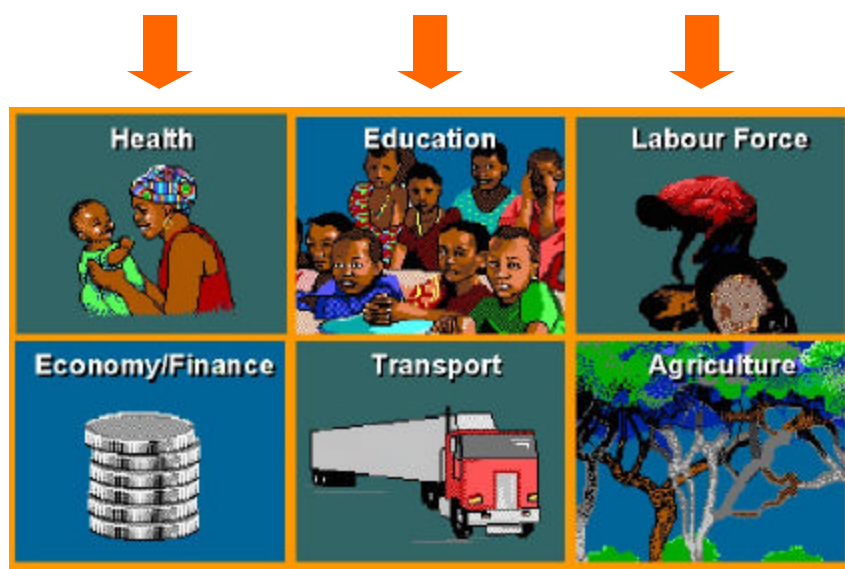 Health
Education
Labour Force
Economy/Finance
Transport
Agriculture